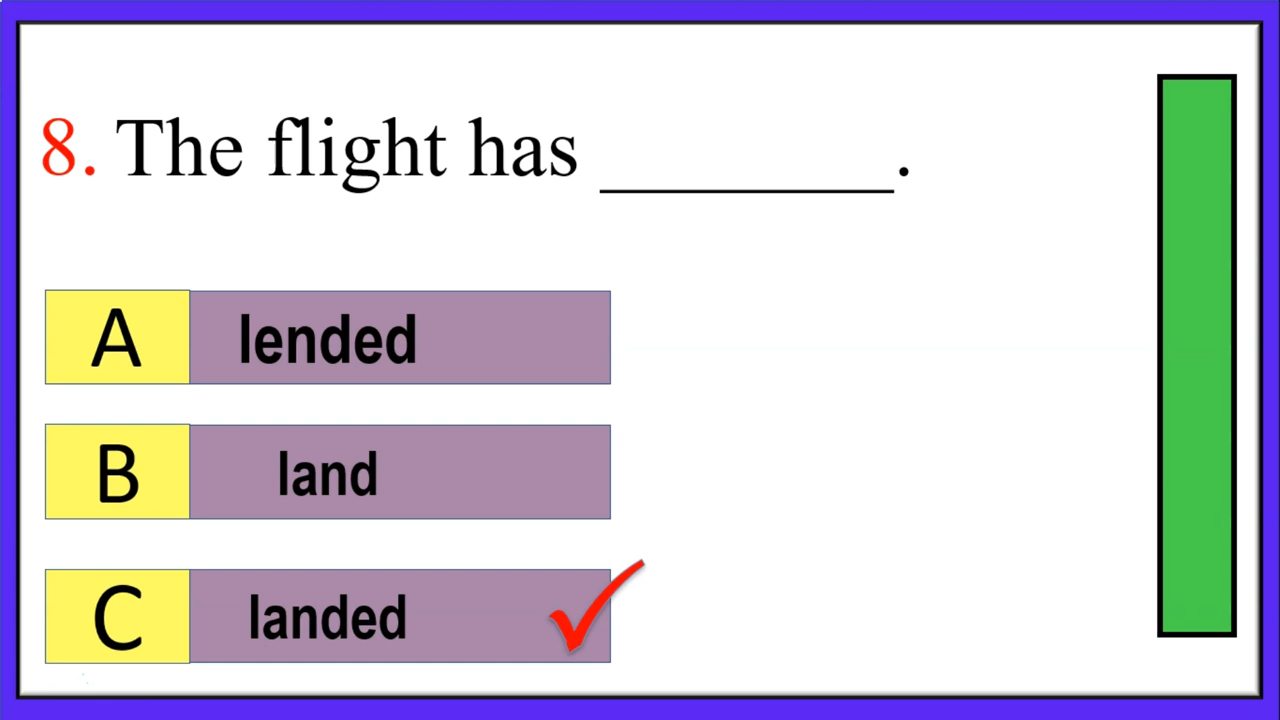 8. The flight has ________.
A lended
B land
C landed